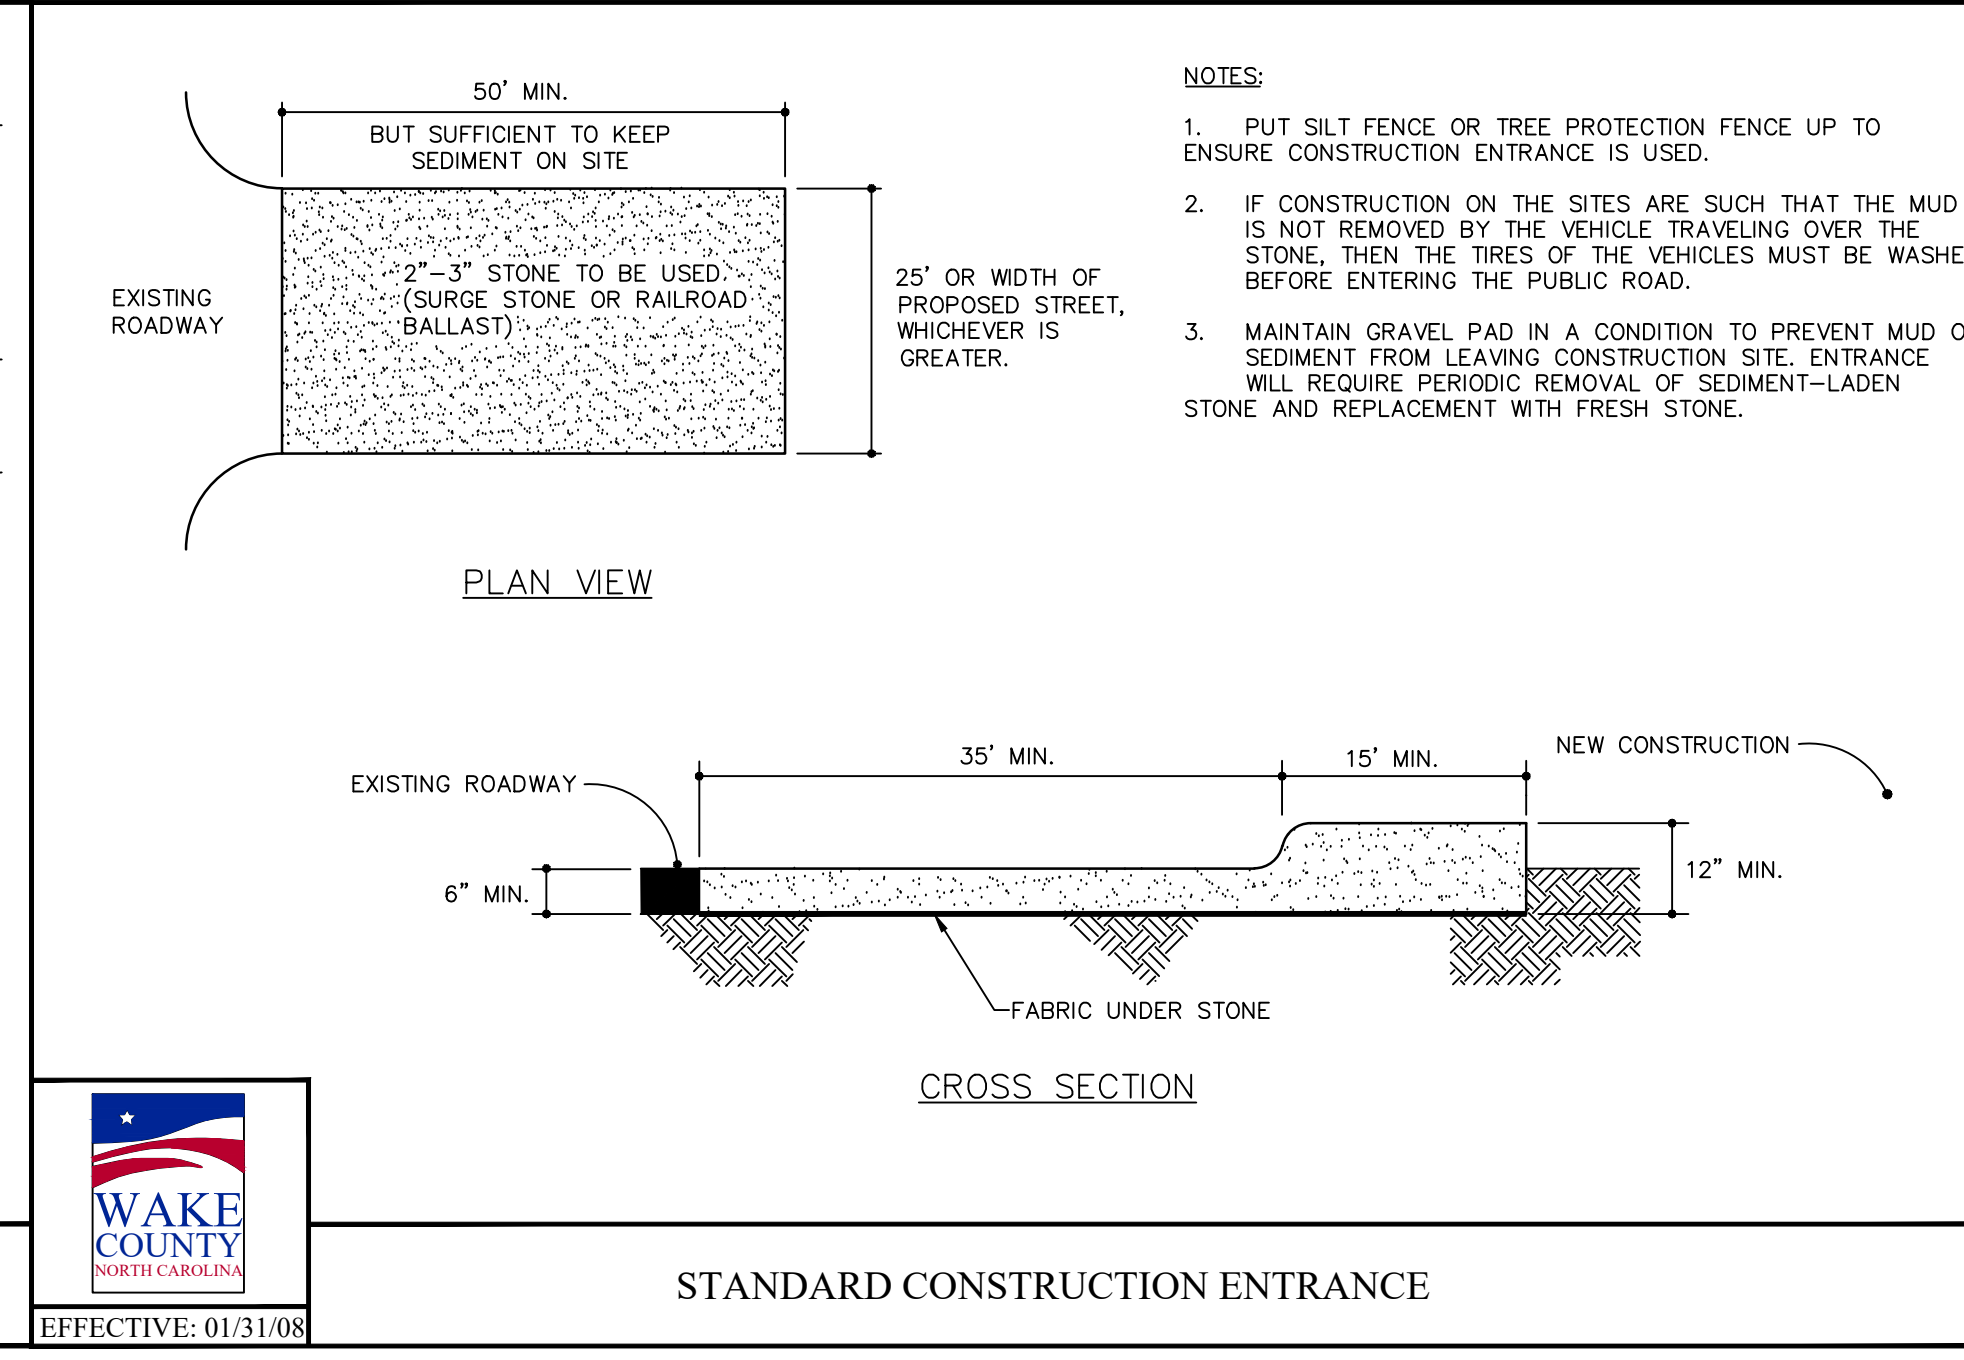 50' MIN.
BUT SUFFICIENT TO KEEP
SEDIMENT ON SITE
2"-3" STONE TO BE USED.
(SURGE STONE OR RAILROAD
BALLAST)
EXISTING
ROADWAY
25' OR WIDTH OF
PROPOSED STREET,
WHICHEVER IS
GREATER.
PLAN VIEW
NOTES:
1. PUT SILT FENCE OR TREE PROTECTION FENCE UP TO
ENSURE CONSTRUCTION ENTRANCE IS USED.
2. IF CONSTRUCTION ON THE SITES ARE SUCH THAT THE MUD
IS NOT REMOVED BY THE VEHICLE TRAVELING OVER THE
STONE, THEN THE TIRES OF THE VEHICLES MUST BE WASHE
BEFORE ENTERING THE PUBLIC ROAD.
3. MAINTAIN GRAVEL PAD IN A CONDITION TO PREVENT MUD O
SEDIMENT FROM LEAVING CONSTRUCTION SITE. ENTRANCE
WILL REQUIRE PERIODIC REMOVAL OF SEDIMENT-LADEN
STONE AND REPLACEMENT WITH FRESH STONE.
35' MIN.
15' MIN.
NEW CONSTRUCTION
EXISTING ROADWAY
6" MIN.
12" MIN.
FABRIC UNDER STONE
CROSS SECTION
WAKE
COUNTY
NORTH CAROLINA
EFFECTIVE: 01/31/08
STANDARD CONSTRUCTION ENTRANCE